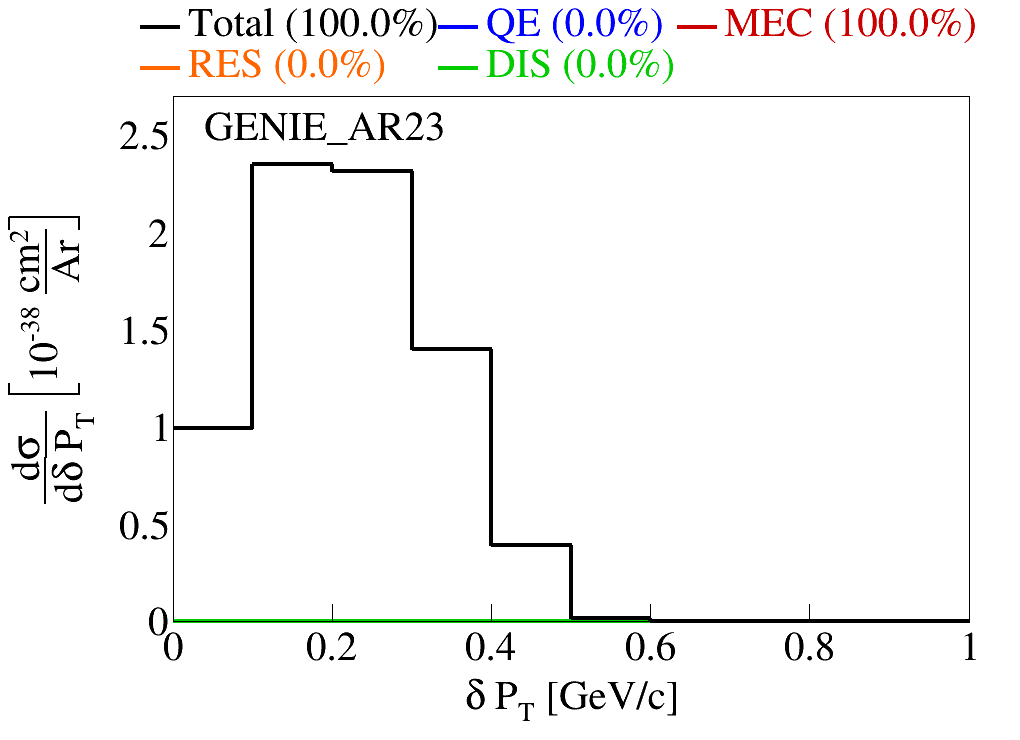 Total (100.0%) QE (0.0%) MEC (100.0%)
RES (0.0%) DIS (0.0%)
GENIE_AR23
2.5
2
1.5
1
0.5
0
0 0.2 0.4 0.6 0.8 1
δ P_T [GeV/c]
dσ/dδ P_T [10^-38 cm^2/Ar]